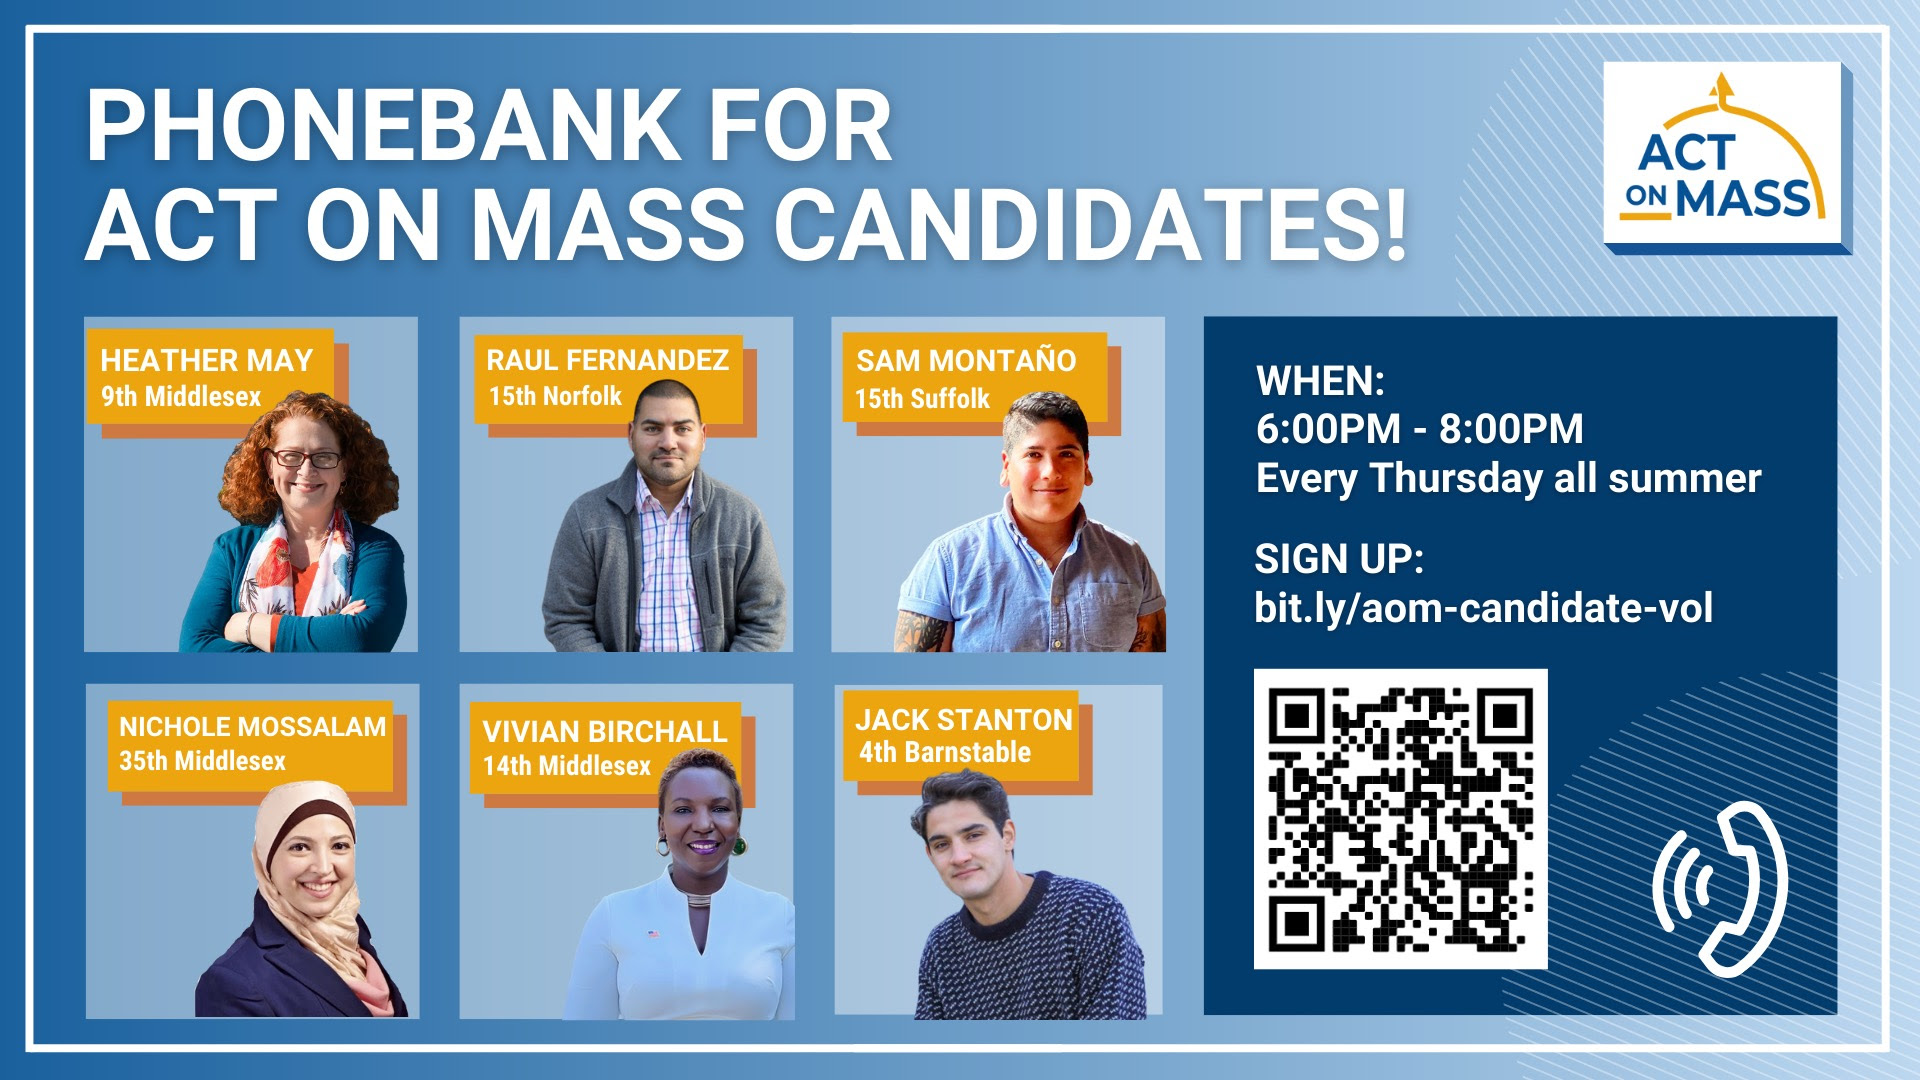 PHONEBANK FOR
ACT ON MASS CANDIDATES!
ACT
ON MASS
HEATHER MAY
9th Middlesex
RAUL FERNANDEZ
15th Norfolk
SAM MONTAÑO
15th Suffolk
NICHOLE MOSSALAM
35th Middlesex
VIVIAN BIRCHALL
14th Middlesex
JACK STANTON
4th Barnstable
WHEN:
6:00PM - 8:00PM
Every Thursday all summer
SIGN UP:
bit.ly/aom-candidate-vol